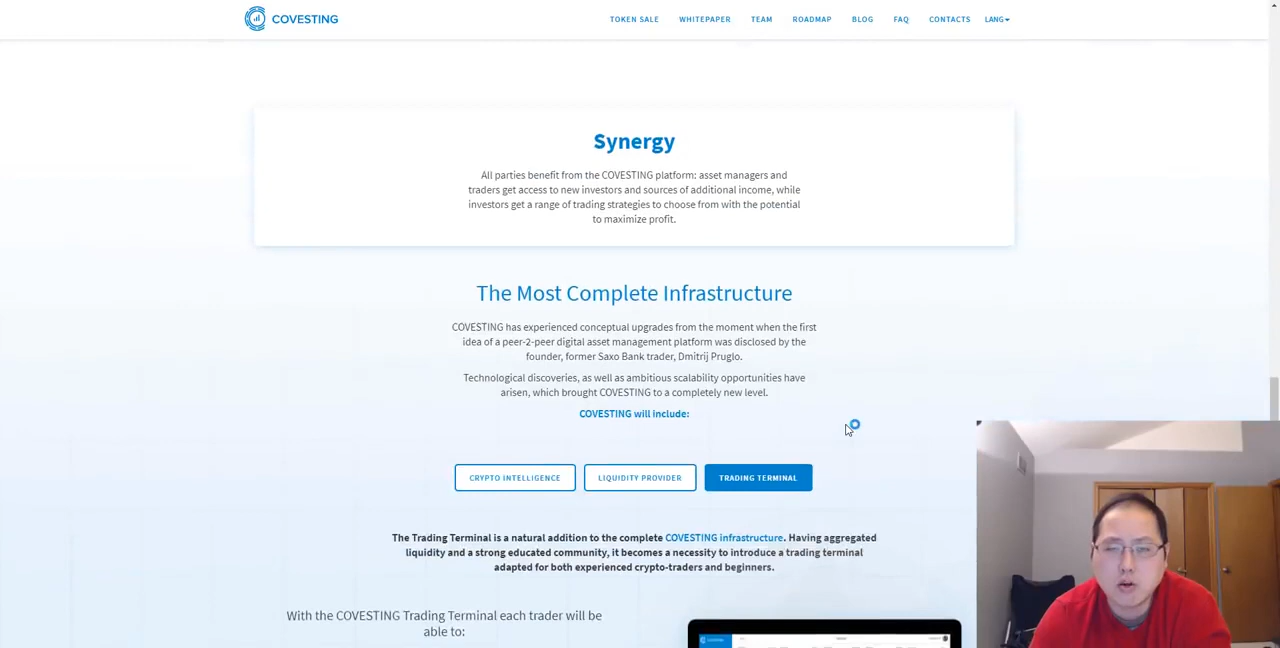 COVESTING
TOKEN SALE WHITEPAPER TEAM ROADMAP BLOG FAQ CONTACTS LANG
Synergy
All parties benefit from the COVESTING platform: asset managers and
traders get access to new investors and sources of additional income, while
investors get a range of trading strategies to choose from with the potential
to maximize profit.
The Most Complete Infrastructure
COVESTING has experienced conceptual upgrades from the moment when the first
idea of a peer-2-peer digital asset management platform was disclosed by the
founder, former Saxo Bank trader, Dmitrij Pruglo.
Technological discoveries, as well as ambitious scalability opportunities have
arisen, which brought COVESTING to a completely new level.
COVESTING will include:
CRYPTO INTELLIGENCE LIQUIDITY PROVIDER TRADING TERMINAL
The Trading Terminal is a natural addition to the complete COVESTING infrastructure. Having aggregated
liquidity and a strong educated community, it becomes a necessity to introduce a trading terminal
adapted for both experienced crypto-traders and beginners.
With the COVESTING Trading Terminal each trader will be
able to: